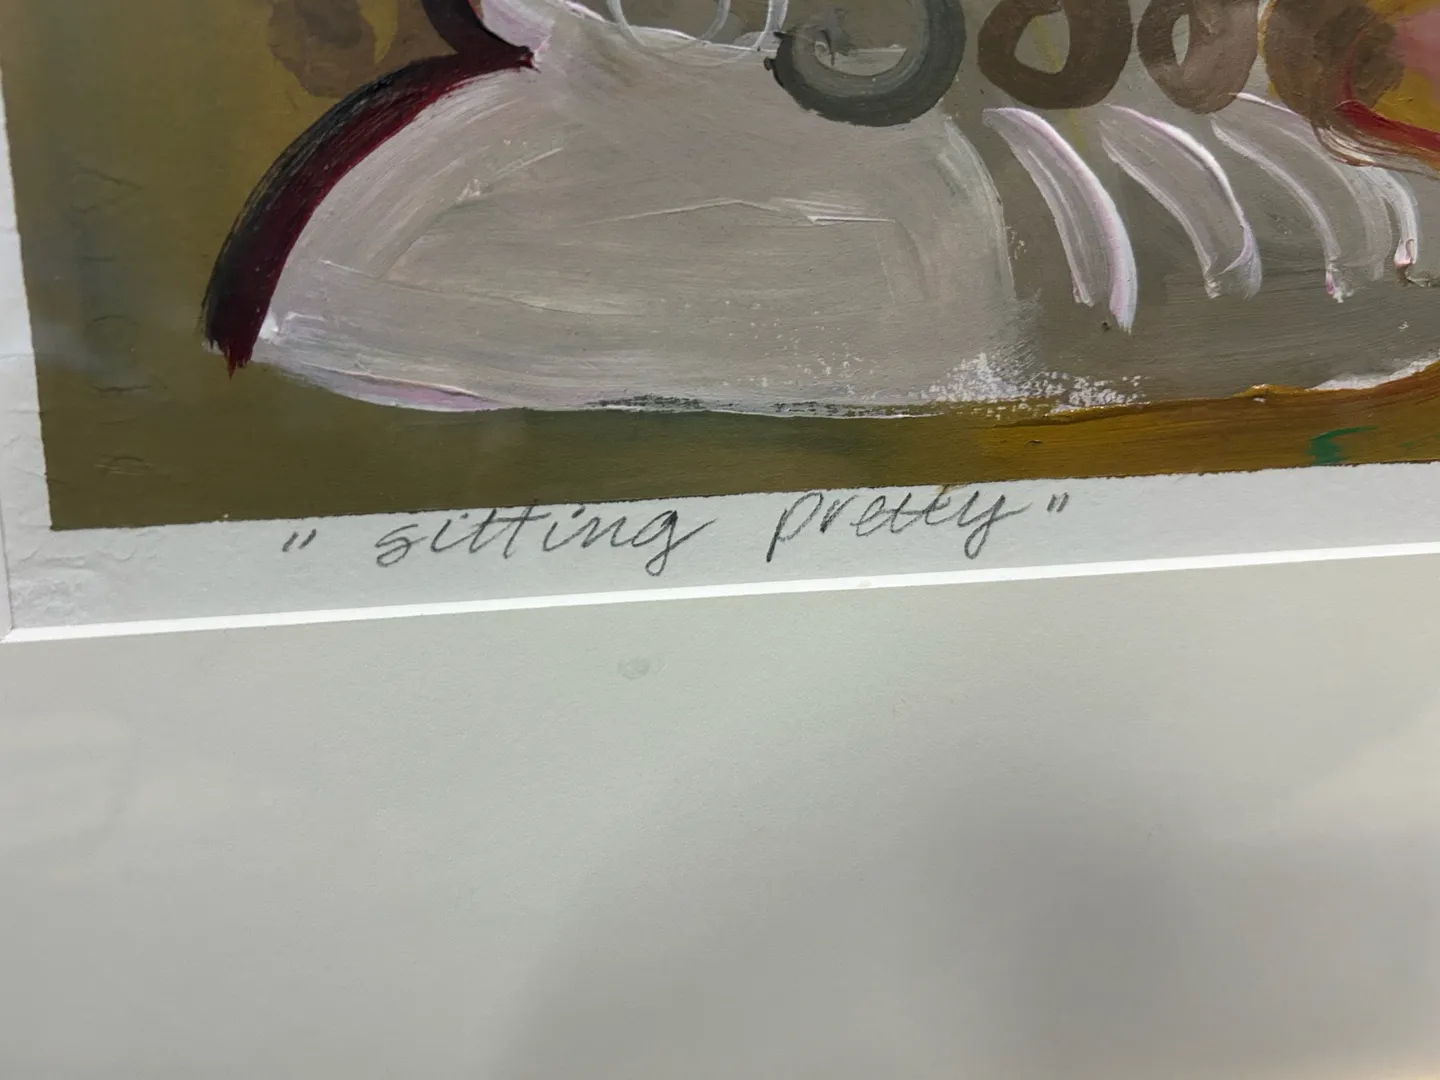 " sitting pretty "